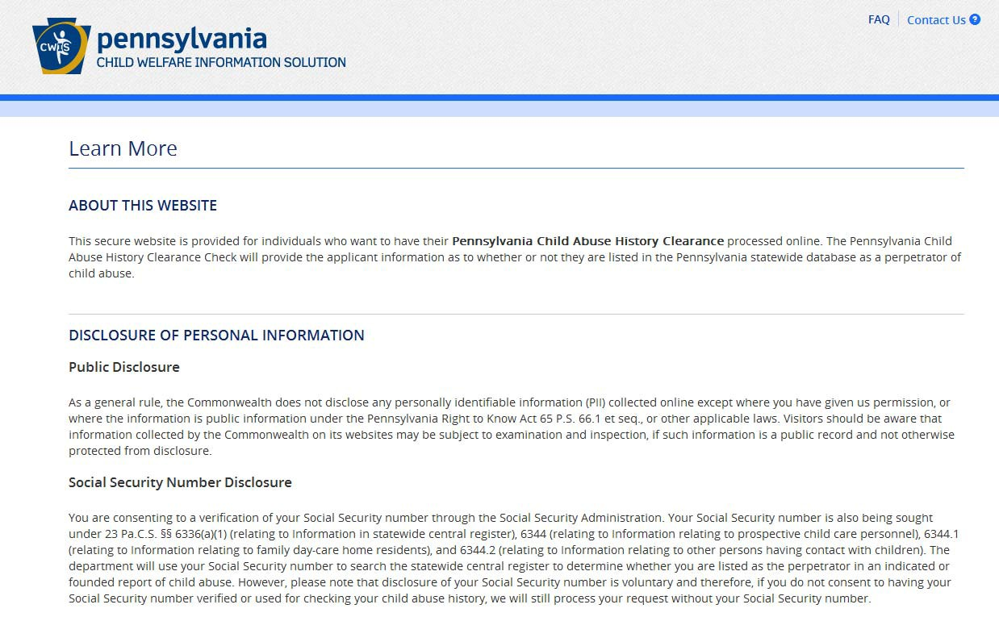 FAQ
Contact Us ?
CWIS
pennsylvania
CHILD WELFARE INFORMATION SOLUTION
Learn More
ABOUT THIS WEBSITE
This secure website is provided for individuals who want to have their Pennsylvania Child Abuse History Clearance processed online. The Pennsylvania Child
Abuse History Clearance Check will provide the applicant information as to whether or not they are listed in the Pennsylvania statewide database as a perpetrator of
child abuse.
DISCLOSURE OF PERSONAL INFORMATION
Public Disclosure
As a general rule, the Commonwealth does not disclose any personally identifiable information (PII) collected online except where you have given us permission, or
where the information is public information under the Pennsylvania Right to Know Act 65 P.S. 66.1 et seq., or other applicable laws. Visitors should be aware that
information collected by the Commonwealth on its websites may be subject to examination and inspection, if such information is a public record and not otherwise
protected from disclosure.
Social Security Number Disclosure
You are consenting to a verification of your Social Security number through the Social Security Administration. Your Social Security number is also being sought
under 23 Pa.C.S. §§ 6336(a)(1) (relating to Information in statewide central register), 6344 (relating to Information relating to prospective child care personnel), 6344.1
(relating to Information relating to family day-care home residents), and 6344.2 (relating to Information relating to other persons having contact with children). The
department will use your Social Security number to search the statewide central register to determine whether you are listed as the perpetrator in an indicated or
founded report of child abuse. However, please note that disclosure of your Social Security number is voluntary and therefore, if you do not consent to having your
Social Security number verified or used for checking your child abuse history, we will still process your request without your Social Security number.